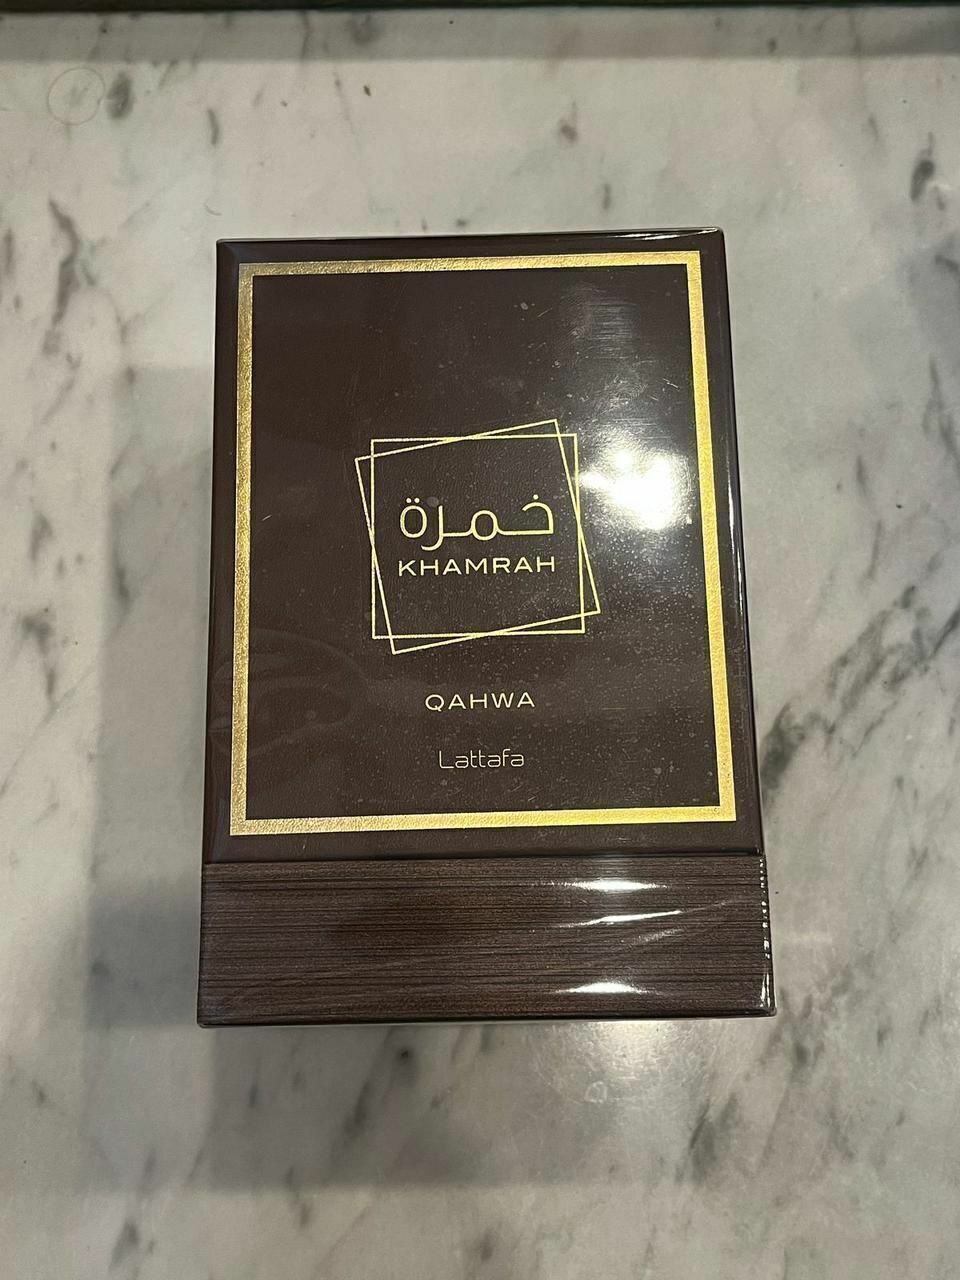 خمرة
KHAMRAH
QAHWA
Lattafa